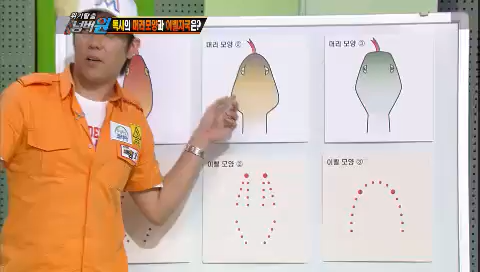 위기탈출 넘버원
독사의 머리모양과 이빨자국은?
머리 모양 ②
머리 모양 ③
이빨 모양 ②
이빨 모양 ③